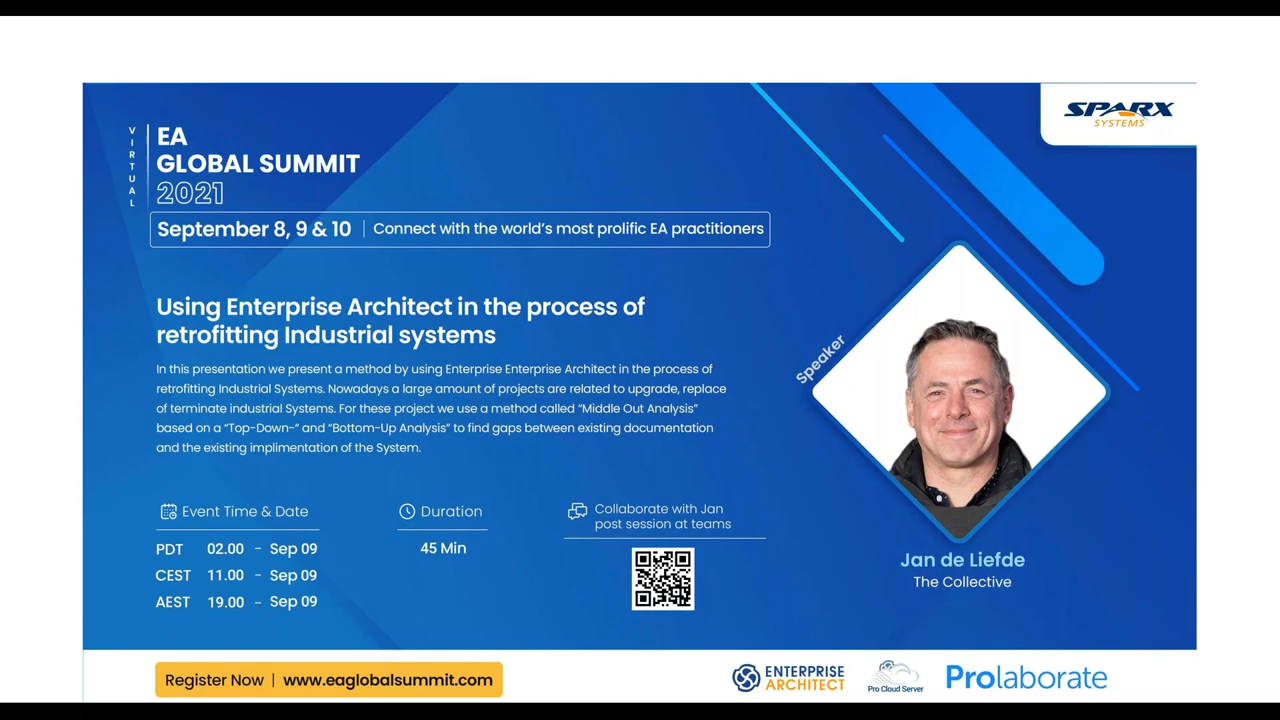 VIRTUAL
EA
GLOBAL SUMMIT
2021
September 8, 9 & 10 | Connect with the world's most prolific EA practitioners
SPARX
SYSTEMS
Using Enterprise Architect in the process of
retrofitting Industrial systems
In this presentation we present a method by using Enterprise Enterprise Architect in the process of
retrofitting Industrial Systems. Nowadays a large amount of projects are related to upgrade, replace
of terminate industrial Systems. For these project we use a method called “Middle Out Analysis”
based on a “Top-Down-“ and “Bottom-Up Analysis” to find gaps between existing documentation
and the existing implimentation of the System.
Speaker
Jan de Liefde
The Collective
Event Time & Date
PDT 02.00 - Sep 09
CEST 11.00 - Sep 09
AEST 19.00 - Sep 09
Duration
45 Min
Collaborate with Jan
post session at teams
Register Now | www.eaglobalsummit.com
ENTERPRISE
ARCHITECT
Pro Cloud Server
Prolaborate